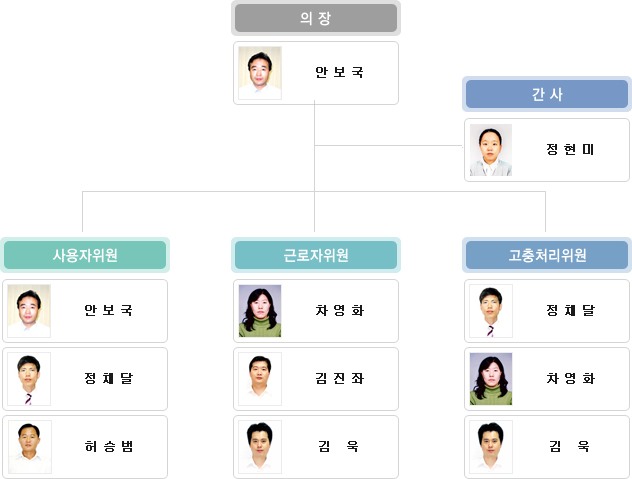 의 장
안 보 국
간 사
정 현 미
사용자위원
근로자위원
고충처리위원
안 보 국
차 영 화
정 채 달
정 채 달
김 진 좌
차 영 화
허 승 범
김 욱
김 욱